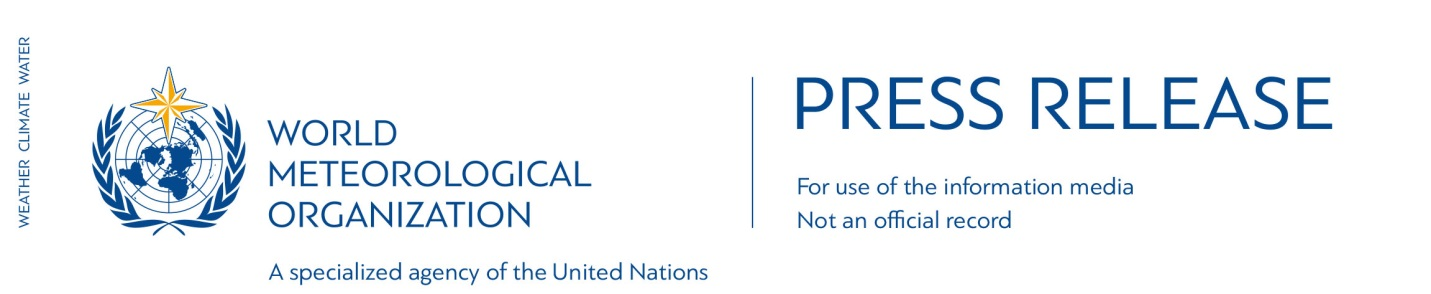 WEATHER CLIMATE WATER
WORLD
METEOROLOGICAL
ORGANIZATION
A specialized agency of the United Nations
PRESS RELEASE
For use of the information media
Not an official record